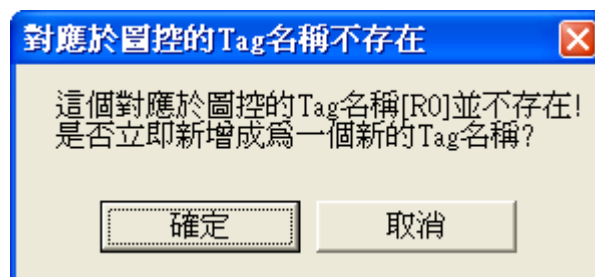 對應於圖控的Tag名稱不存在
這個對應於圖控的Tag名稱[R0]並不存在!
是否立即新增成為一個新的Tag名稱?
確定
取消